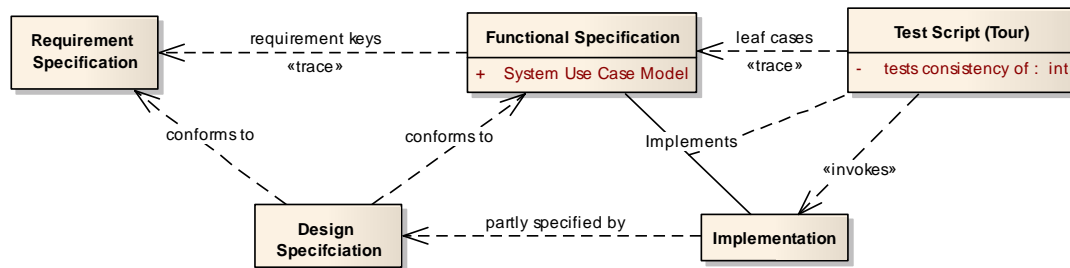 Requirement
Specification
requirement keys
«trace»
Functional Specification
+ System Use Case Model
leaf cases
«trace»
Test Script (Tour)
- tests consistency of : int
conforms to
conforms to
Implements
«invokes»
Design
Specifciation
partly specified by
Implementation